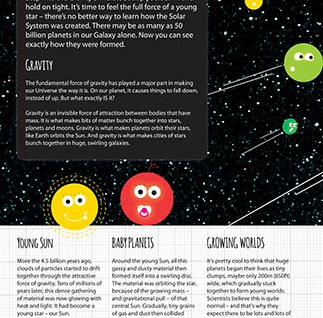 hold on tight. It's time to feel the full force of a young
star – there's no better way to learn how the Solar
System was created. There may be as many as 50
billion planets in our Galaxy alone. Now you can see
exactly how they were formed.
GRAVITY
The fundamental force of gravity has played a major part in making
our Universe the way it is. On our planet, it causes things to fall down,
instead of up. But what exactly IS it?
Gravity is an invisible force of attraction between bodies that have
mass. It is what makes bits of matter bunch together into stars,
planets and moons. Gravity is what makes planets orbit their stars,
like Earth orbits the Sun. And gravity is what makes cities of stars
bunch together in huge, swirling galaxies.
YOUNG SUN
More the 4.5 billion years ago,
clouds of particles started to drift
together through the attractive
force of gravity. Tens of millions of
years later, this dense gathering
of material was now glowing with
heat and light. It had become a
young star – our Sun.
BABY PLANETS
Around the young Sun, all this
gassy and dusty material then
formed itself into a swirling disc.
The material was orbiting the star,
because of the growing mass –
and gravitational pull – of that
central Sun. Gradually, tiny grains
of gas and dust then collided
GROWING WORLDS
It's pretty cool to think that huge
planets began their lives as tiny
clumps, maybe only 200m (650ft)
wide, which gradually stuck
together to form young worlds.
Scientists believe this is quite
normal – and that's why they
expect there to be lots and lots of